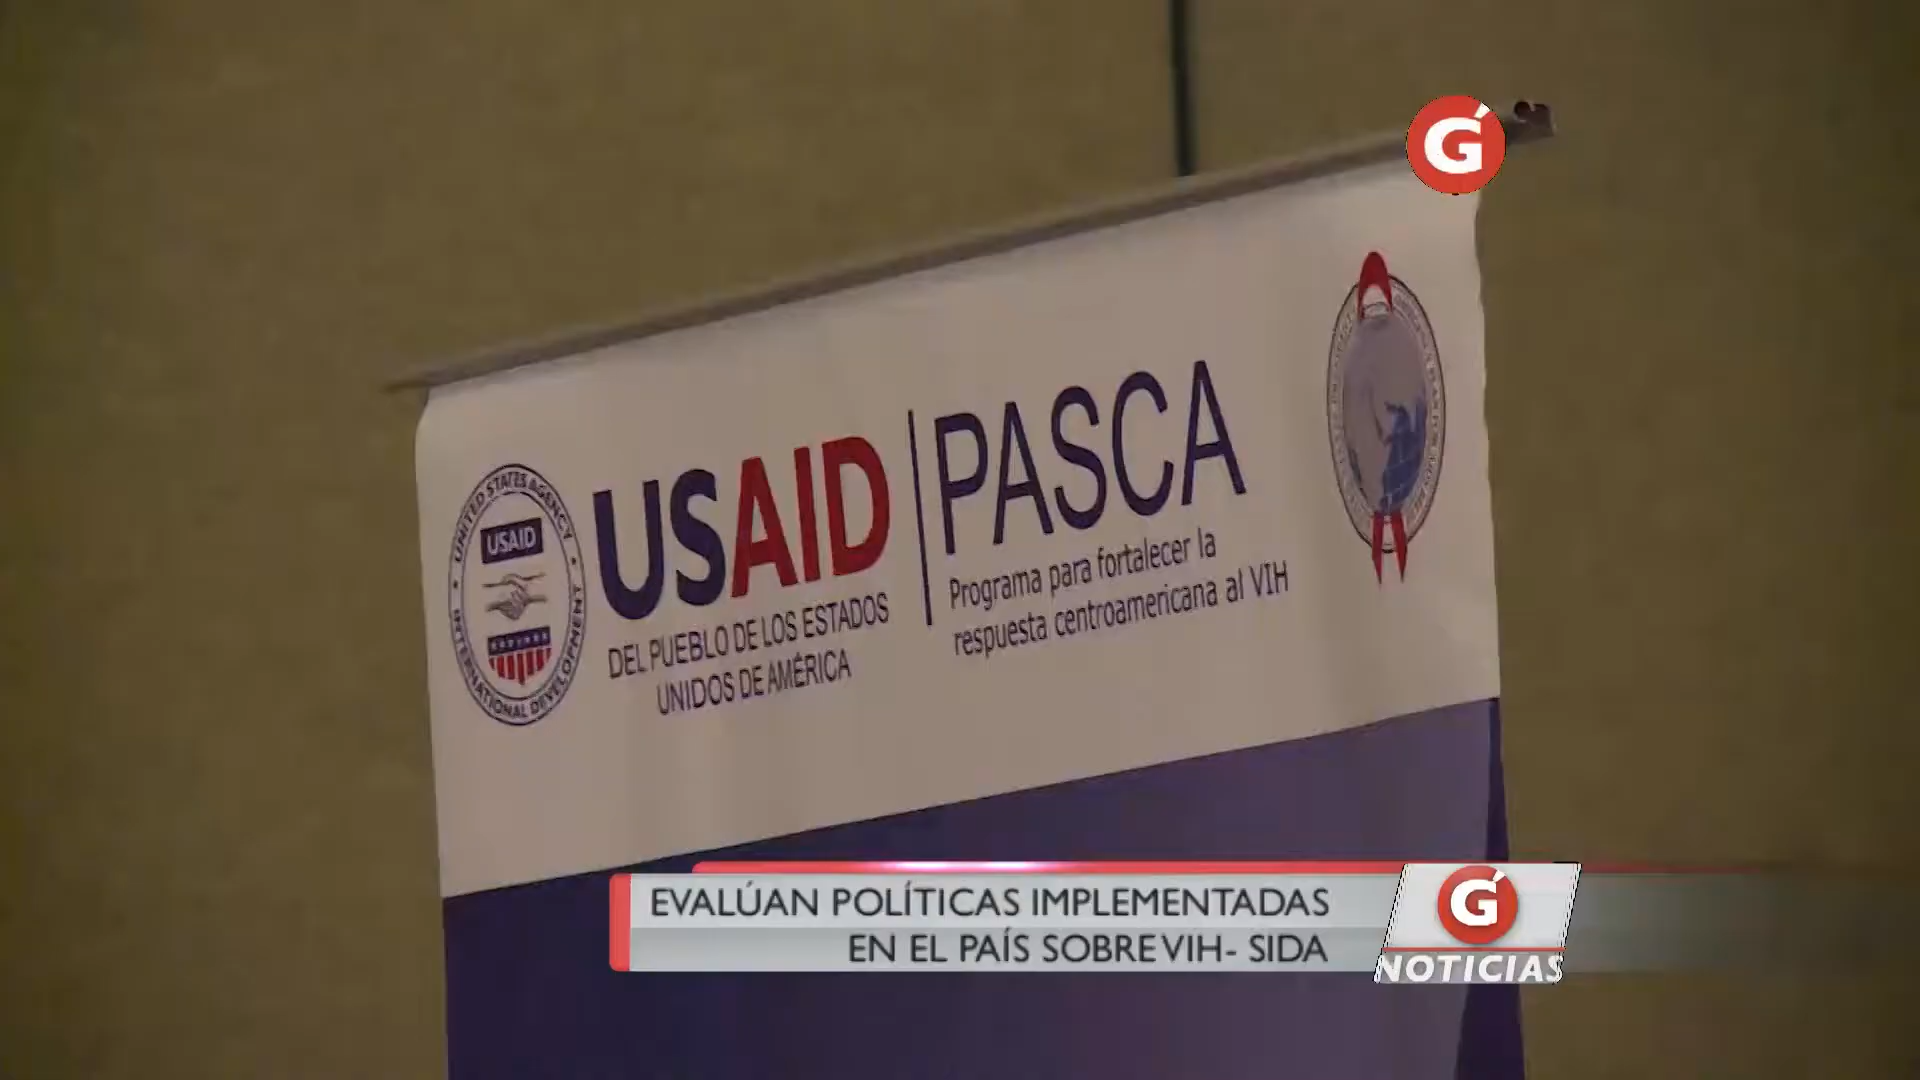 G
UNITED STATES AGENCY
INTERNATIONAL DEVELOPMENT
USAID
USAID
DEL PUEBLO DE LOS ESTADOS
UNIDOS DE AMÉRICA
PASCA
Programa para fortalecer la
respuesta centroamericana al VIH
EVALÚAN POLÍTICAS IMPLEMENTADAS
EN EL PAÍS SOBRE VIH- SIDA
G
NOTICIAS